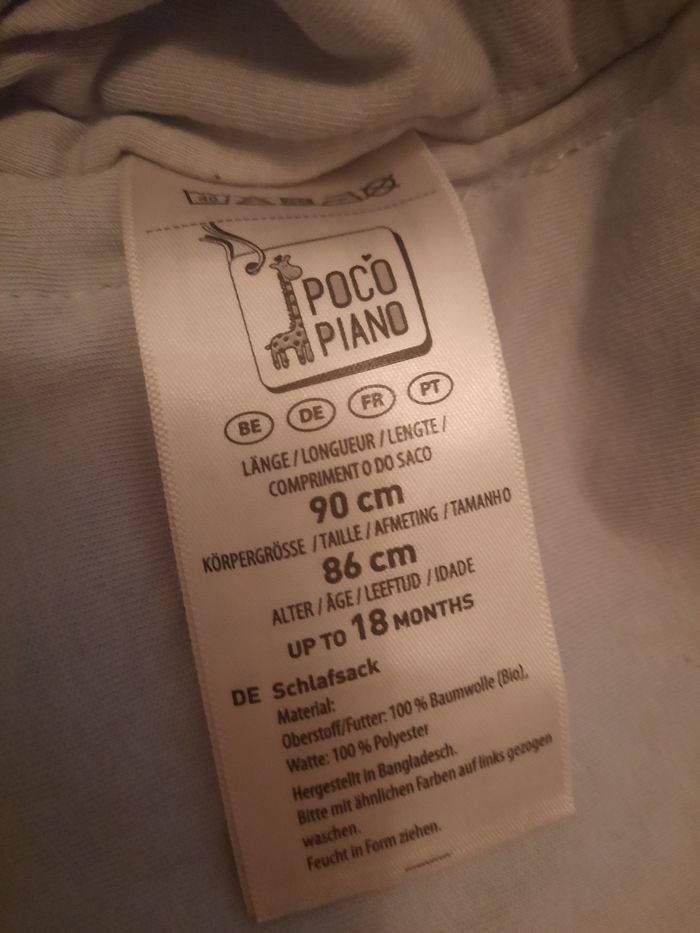 POCO
PIANO
BE DE FR PT
LÄNGE / LONGUEUR / LENGTE /
COMPRIMENTO DO SACO
90 cm
KÖRPERGRÖSSE / TAILLE / AFMETING / TAMANHO
86 cm
ALTER / ÂGE / LEEFTIJD / IDADE
UP TO 18 MONTHS
DE Schlafsack
Material:
Oberstoff/Futter: 100 % Baumwolle (Bio),
Watte: 100 % Polyester
Hergestellt in Bangladesch.
Bitte mit ähnlichen Farben auf links gezogen
waschen.
Feucht in Form ziehen.